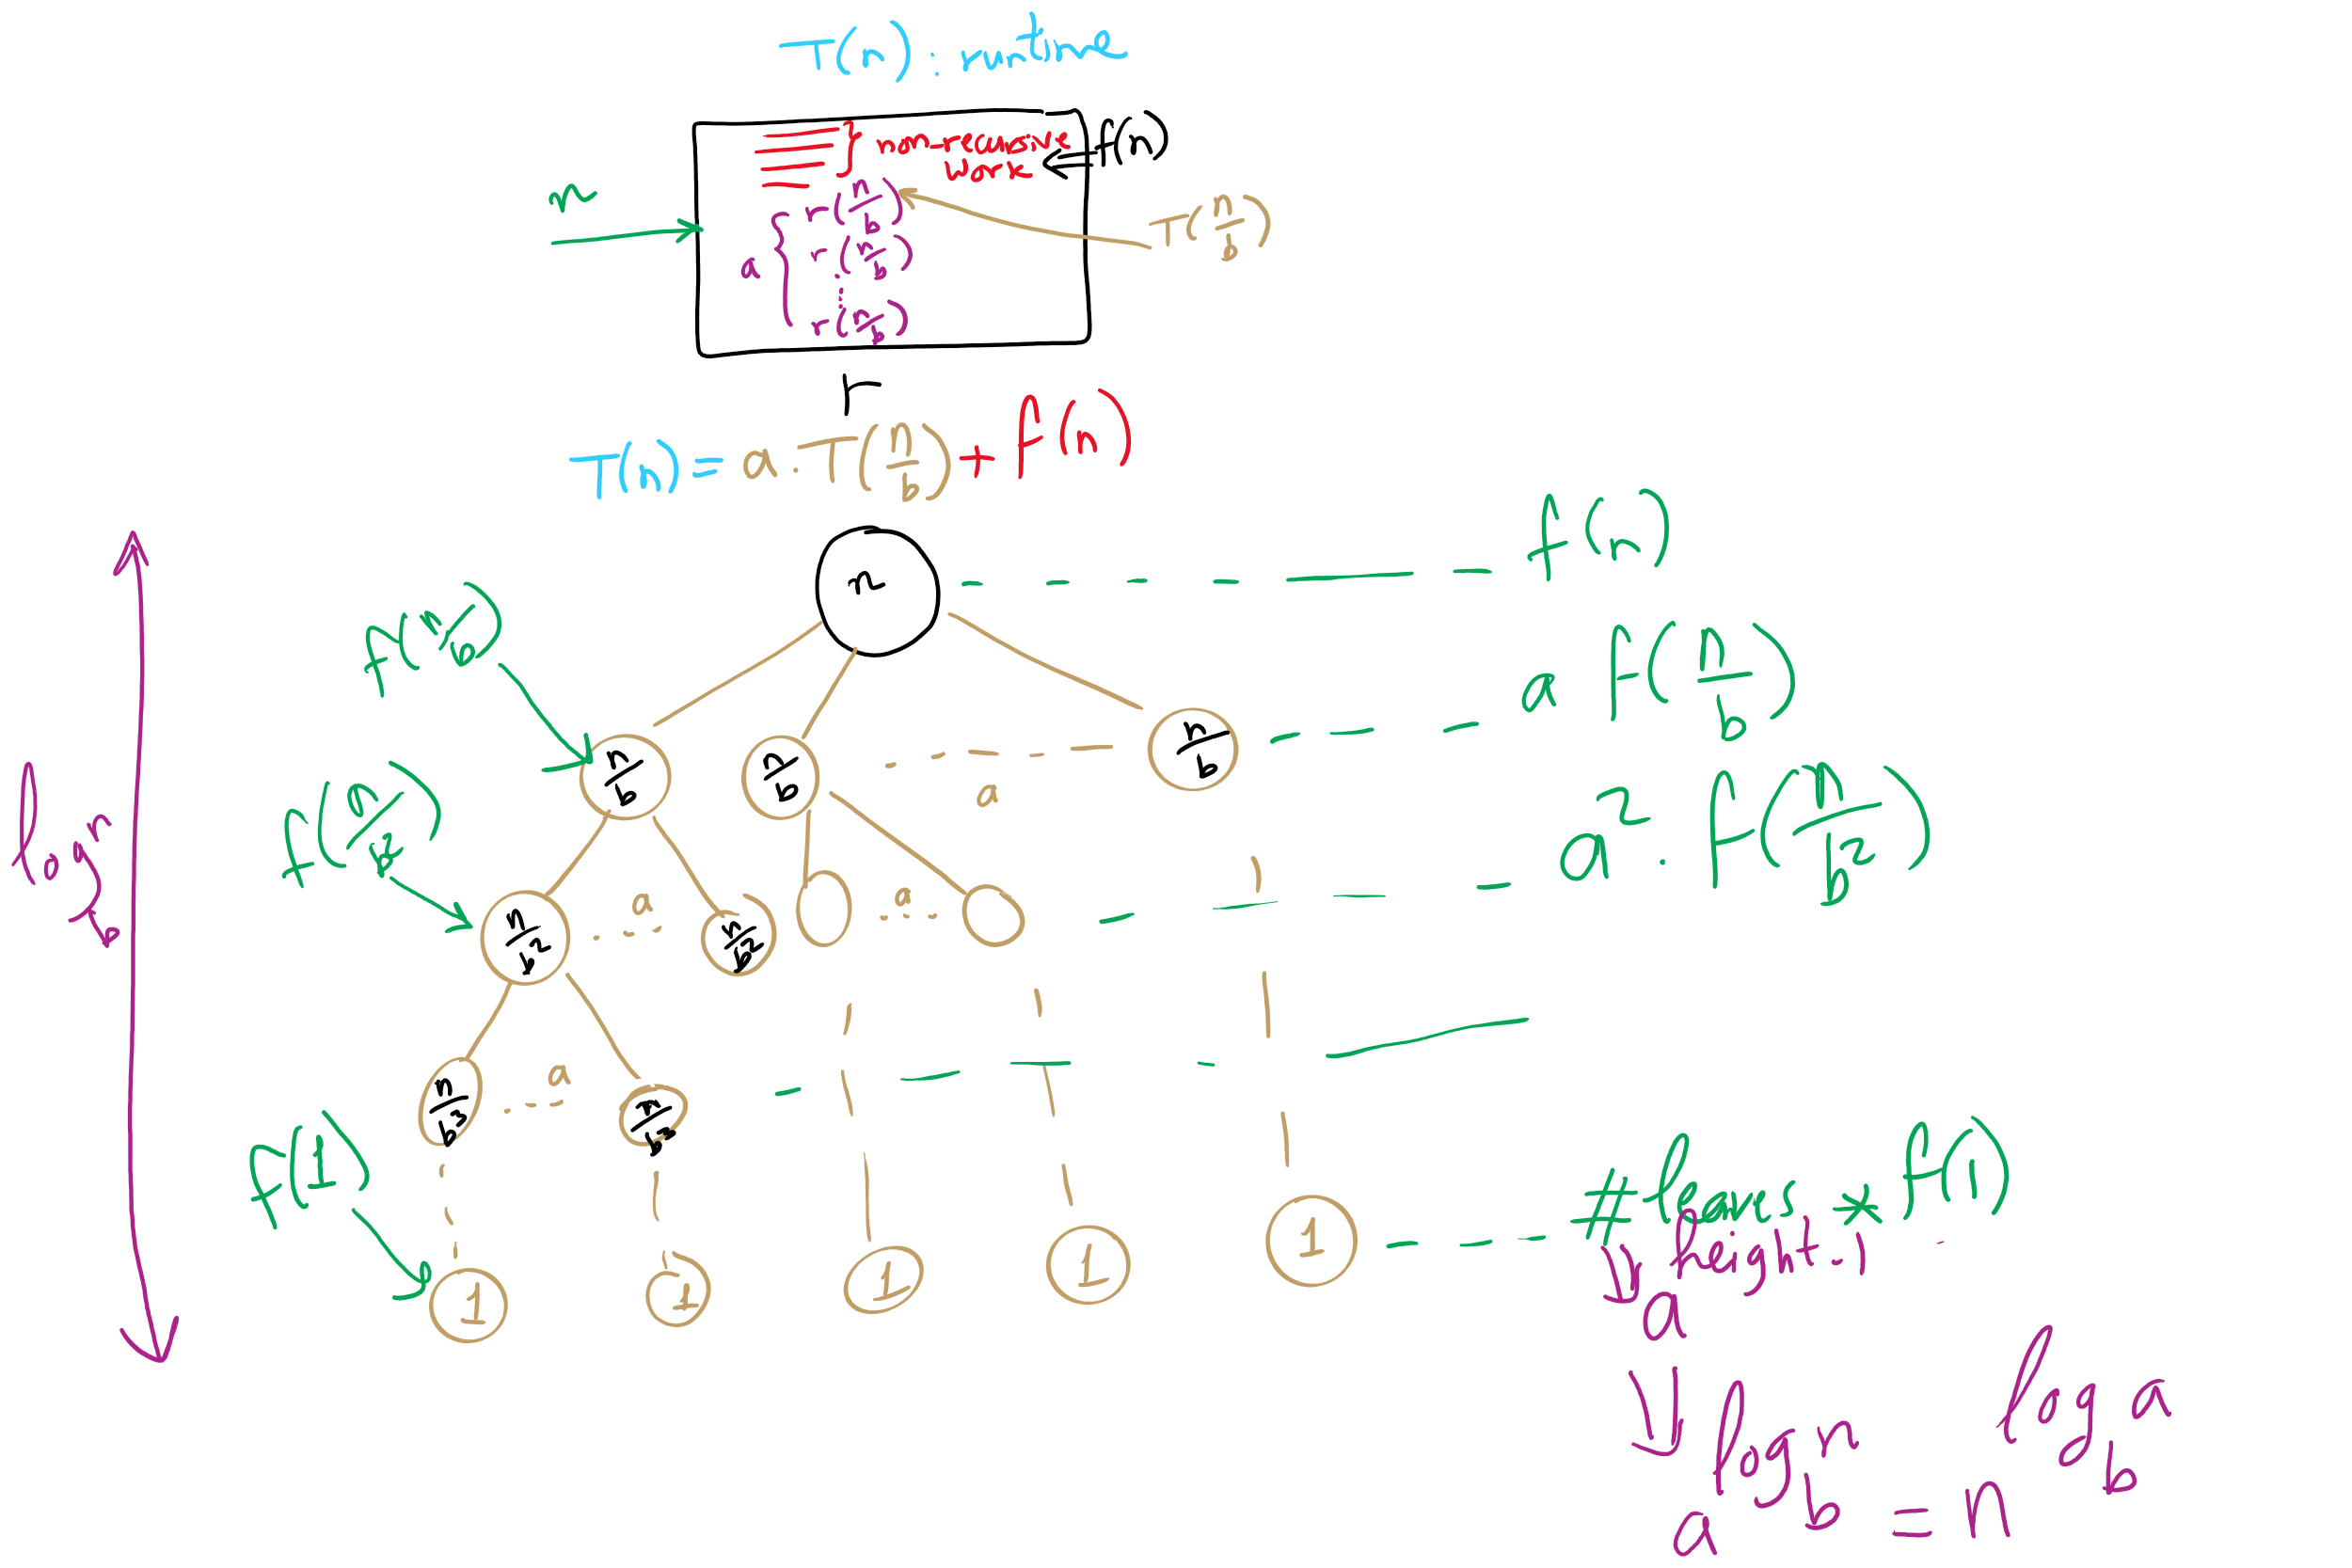 T(n): runtime
non-recursive
work
f(n)
n
r(n/b)
T(n/b)
r(n/b)
a
r(n/b)
r
T(n) = a · T(n/b) + f(n)
n
f(n)
f(n/b)
n/b
n/b
a
n/b
a f(n/b)
f(n/b²)
log_b n
n/b²
a
n/b²
a
a² · f(n/b²)
n/b³
a
n/b³
f(1)
1
1
1
1
1
#leaves * f(1)
a^height
a^(log_b n) = n^(log_b a)